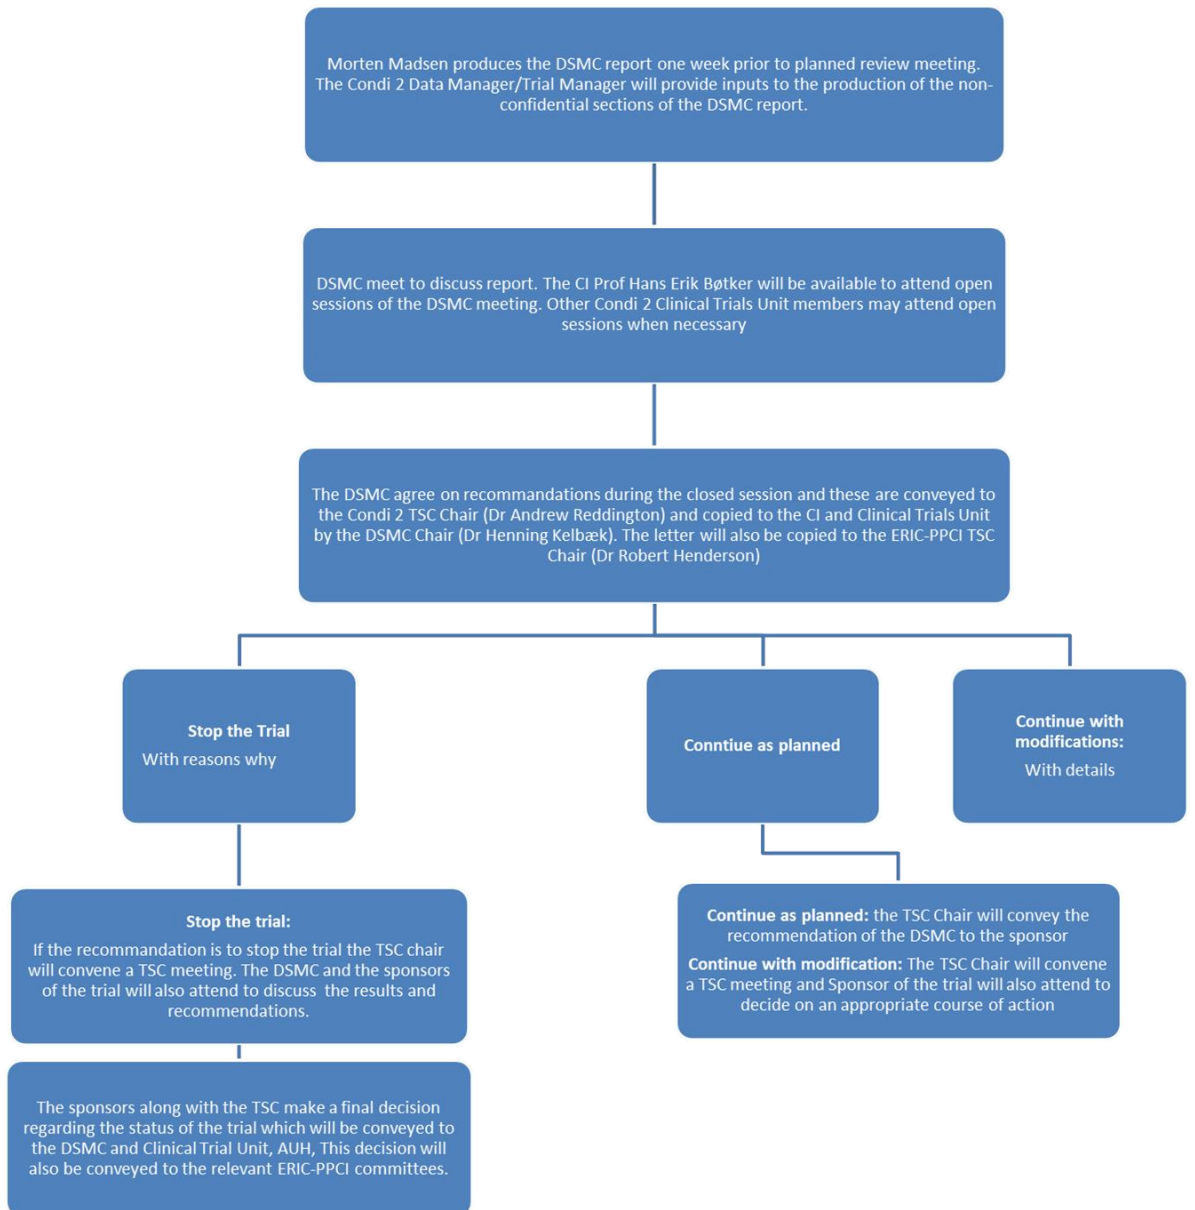 Morten Madsen produces the DSMC report one week prior to planned review meeting.
The Condi 2 Data Manager/Trial Manager will provide inputs to the production of the non-
confidential sections of the DSMC report.
DSMC meet to discuss report. The CI Prof Hans Erik Bøtker will be available to attend open
sessions of the DSMC meeting. Other Condi 2 Clinical Trials Unit members may attend open
sessions when necessary
The DSMC agree on recommandations during the closed session and these are conveyed to
the Condi 2 TSC Chair (Dr Andrew Reddington) and copied to the CI and Clinical Trials Unit
by the DSMC Chair (Dr Henning Kelbæk). The letter will also be copied to the ERIC-PPCI TSC
Chair (Dr Robert Henderson)
Stop the Trial
With reasons why
Conntiue as planned
Continue with
modifications:
With details
Stop the trial:
If the recommandation is to stop the trial the TSC chair
will convene a TSC meeting. The DSMC and the sponsors
of the trial will also attend to discuss the results and
recommendations.
Continue as planned: the TSC Chair will convey the
recommendation of the DSMC to the sponsor
Continue with modification: The TSC Chair will convene
a TSC meeting and Sponsor of the trial will also attend to
decide on an appropriate course of action
The sponsors along with the TSC make a final decision
regarding the status of the trial which will be conveyed to
the DSMC and Clinical Trial Unit, AUH, This decision will
also be conveyed to the relevant ERIC-PPCI committees.